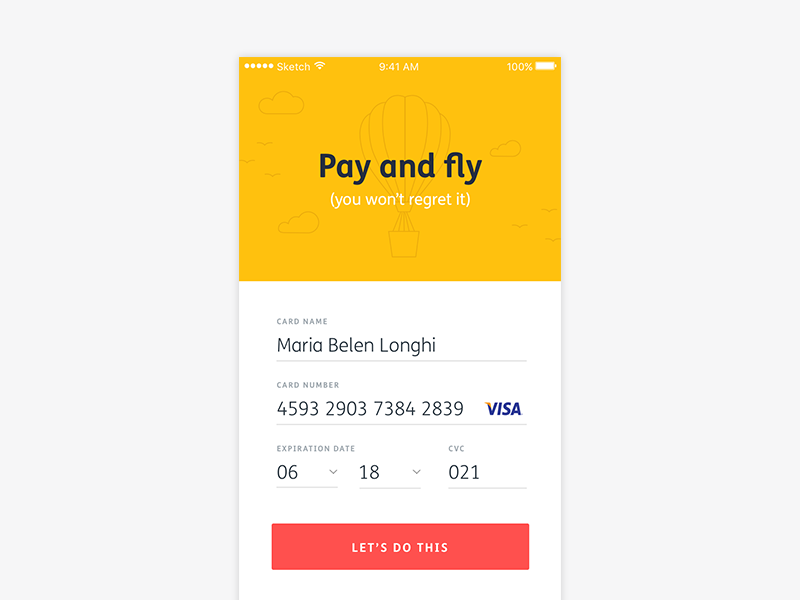 Sketch 9:41 AM 100%
Pay and fly
(you won't regret it)
CARD NAME
Maria Belen Longhi
CARD NUMBER
4593 2903 7384 2839 VISA
EXPIRATION DATE CVC
06 18 021
LET'S DO THIS